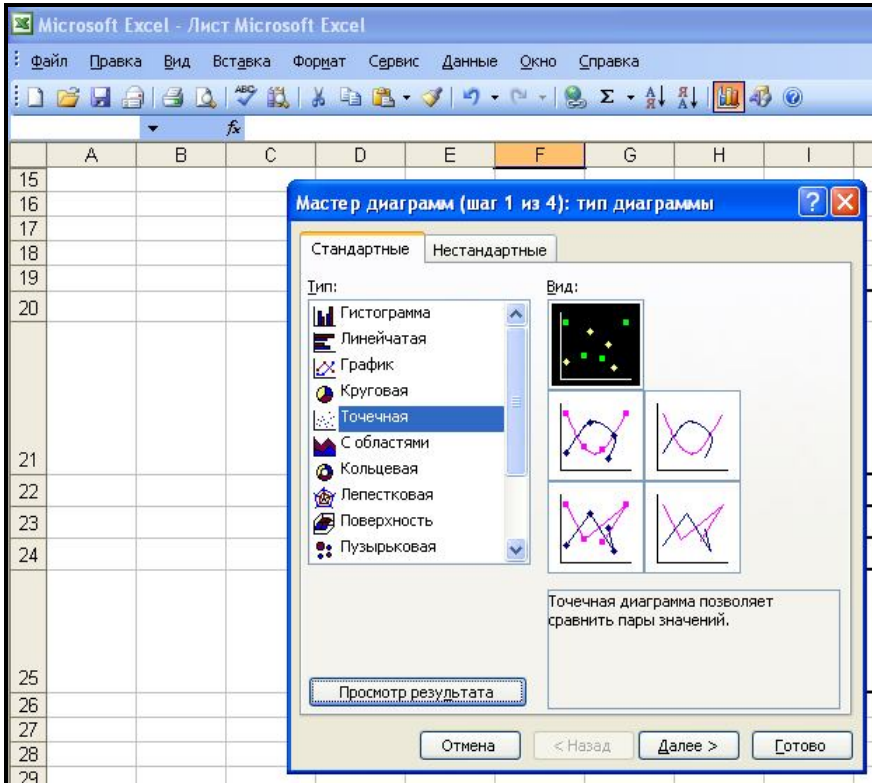 Microsoft Excel - Лист Microsoft Excel
Файл Правка Вид Вставка Формат Сервис Данные Окно Справка
ABC Σ А Я Я А
fx
A B C D E F G H I
15
16
17
18
19
20
21
22
23
24
25
26
27
28
29
Мастер диаграмм (шаг 1 из 4): тип диаграммы
Стандартные Нестандартные
Тип: Вид:
Гистограмма
Линейчатая
График
Круговая
Точечная
С областями
Кольцевая
Лепестковая
Поверхность
Пузырьковая
Точечная диаграмма позволяет
сравнить пары значений.
Просмотр результата
Отмена < Назад Далее > Готово